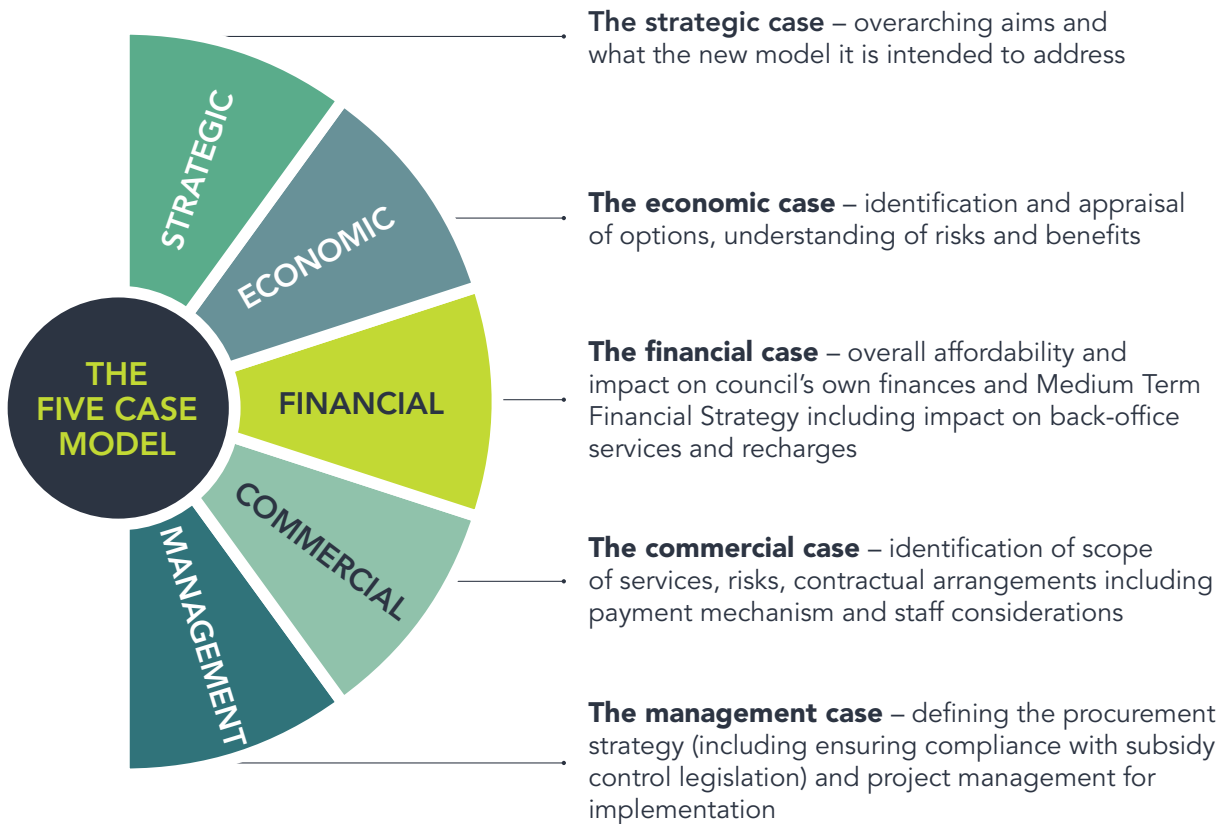 The strategic case – overarching aims and
what the new model it is intended to address
STRATEGIC
The economic case – identification and appraisal
of options, understanding of risks and benefits
ECONOMIC
The financial case – overall affordability and
impact on council’s own finances and Medium Term
Financial Strategy including impact on back-office
services and recharges
THE
FIVE CASE
MODEL
FINANCIAL
The commercial case – identification of scope
of services, risks, contractual arrangements including
payment mechanism and staff considerations
COMMERCIAL
The management case – defining the procurement
strategy (including ensuring compliance with subsidy
control legislation) and project management for
implementation
MANAGEMENT